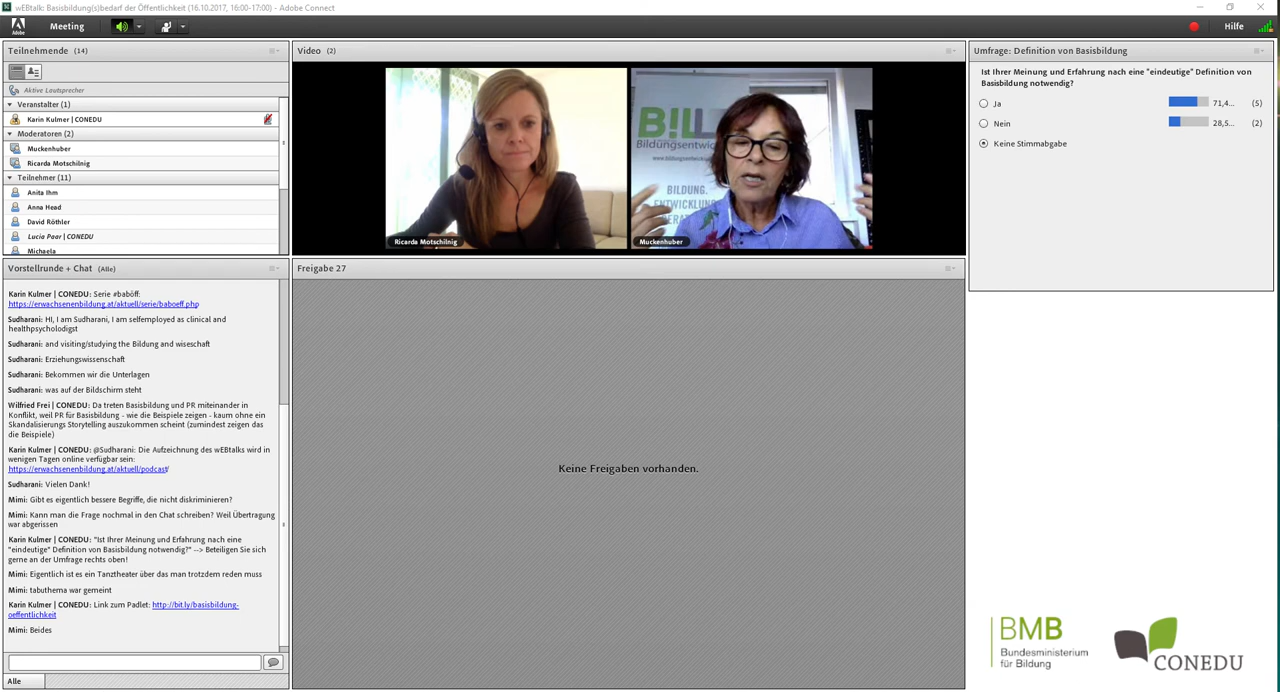 wEBtalk: Basisbildung(s)bedarf der Öffentlichkeit (16.10.2017, 16:00-17:00) - Adobe Connect
Adobe
Meeting
Hilfe
Teilnehmende (14)
Aktive Lautsprecher
Veranstalter (1)
Karin Kulmer | CONEDU
Moderatoren (2)
Muckenhuber
Ricarda Motschilnig
Teilnehmer (11)
Anita Ihm
Anna Head
David Röthler
Lucia Paar | CONEDU
Michaela
Video (2)
Ricarda Motschilnig
B!LL
Bildungsentwick
BILDUNG.
Muckenhuber
Umfrage: Definition von Basisbildung
Ist Ihrer Meinung und Erfahrung nach eine "eindeutige" Definition von
Basisbildung notwendig?
Ja 71,4... (5)
Nein 28,5... (2)
Keine Stimmabgabe
Vorstellrunde + Chat (Alle)
Karin Kulmer | CONEDU: Serie #baböff:
https://erwachsenenbildung.at/aktuell/serie/baboeff.php
Sudharani: HI, I am Sudharani, I am selfemployed as clinical and
healthpsycholodigst
Sudharani: and visiting/studying the Bildung and wiseschaft
Sudharani: Erziehungswissenschaft
Sudharani: Bekommen wir die Unterlagen
Sudharani: was auf der Bildschirm steht
Wilfried Frei | CONEDU: Da treten Basisbildung und PR miteinander in
Konflikt, weil PR für Basisbildung - wie die Beispiele zeigen - kaum ohne ein
Skandalisierungs Storytelling auszukommen scheint (zumindest zeigen das
die Beispiele)
Karin Kulmer | CONEDU: @Sudharani: Die Aufzeichnung des wEBtalks wird in
wenigen Tagen online verfügbar sein:
https://erwachsenenbildung.at/aktuell/podcast/
Sudharani: Vielen Dank!
Mimi: Gibt es eigentlich bessere Begriffe, die nicht diskriminieren?
Mimi: Kann man die Frage nochmal in den Chat schreiben? Weil Übertragung
war abgerissen
Karin Kulmer | CONEDU: "Ist Ihrer Meinung und Erfahrung nach eine
"eindeutige" Definition von Basisbildung notwendig?" --> Beteiligen Sie sich
gerne an der Umfrage rechts oben!
Mimi: Eigentlich ist es ein Tanztheater über das man trotzdem reden muss
Mimi: tabuthema war gemeint
Karin Kulmer | CONEDU: Link zum Padlet: http://bit.ly/basisbildung-
oeffentlichkeit
Mimi: Beides
Alle
Freigabe 27
Keine Freigaben vorhanden.
BMB
Bundesministerium
für Bildung
CONEDU